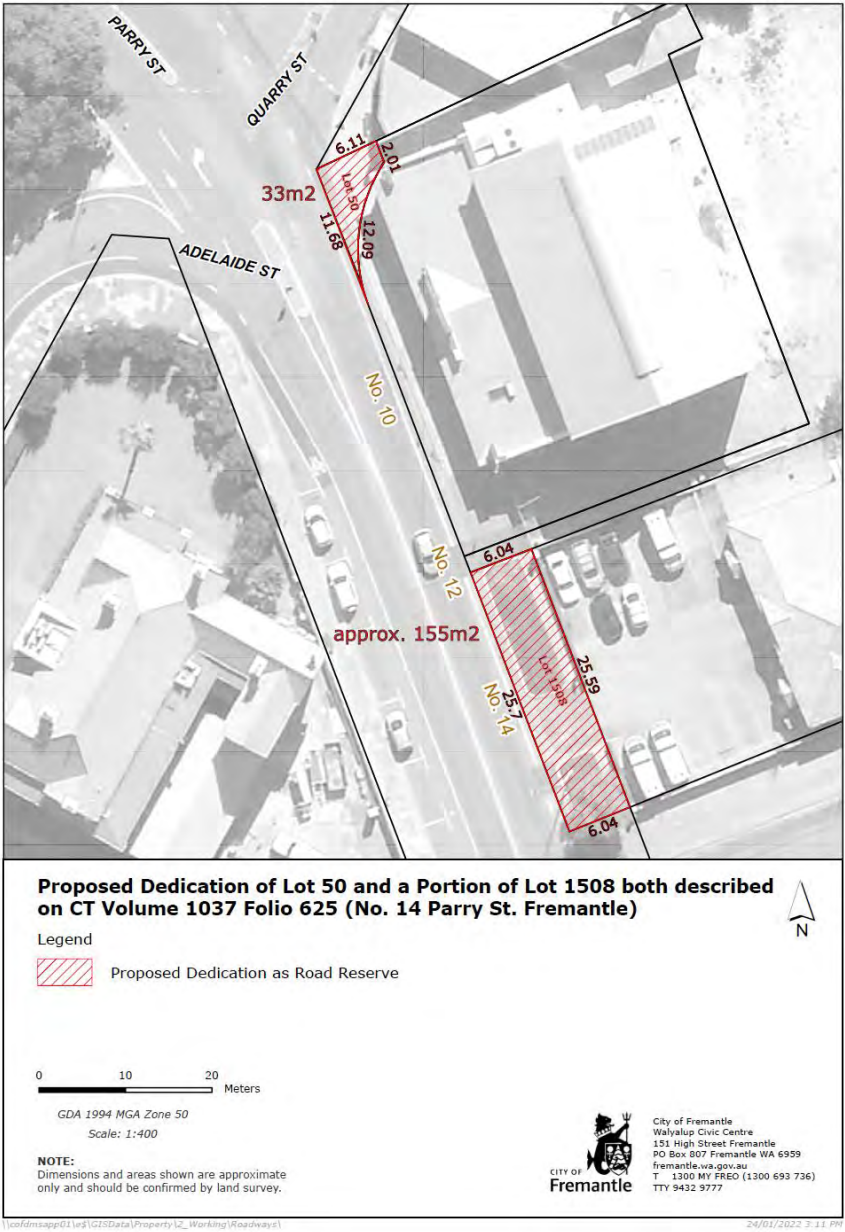 PARRY ST
QUARRY ST
6.11
2.01
33m2
Lot 50
11.68
12.09
ADELAIDE ST
No. 10
6.04
No. 12
approx. 155m2
Lot 1508
25.59
25.7
No. 14
6.04
Proposed Dedication of Lot 50 and a Portion of Lot 1508 both described
on CT Volume 1037 Folio 625 (No. 14 Parry St. Fremantle)
N
Legend
Proposed Dedication as Road Reserve
0 10 20
Meters
GDA 1994 MGA Zone 50
Scale: 1:400
NOTE:
Dimensions and areas shown are approximate
only and should be confirmed by land survey.
CITY OF
Fremantle
City of Fremantle
Walyalup Civic Centre
151 High Street Fremantle
PO Box 807 Fremantle WA 6959
fremantle.wa.gov.au
T 1300 MY FREO (1300 693 736)
TTY 9432 9777
\\cofdmsapp01\e$\GISData\Property\2_Working\Roadways\
24/01/2022 3:11 PM